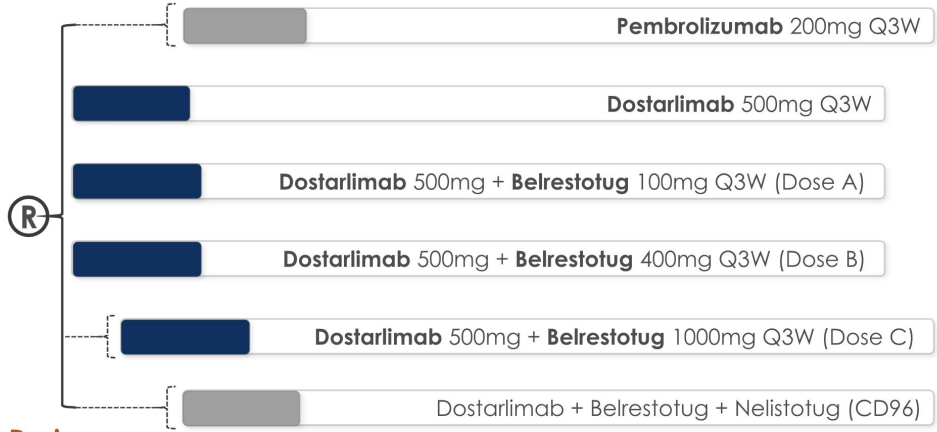 Pembrolizumab 200mg Q3W
Dostarlimab 500mg Q3W
Dostarlimab 500mg + Belrestotug 100mg Q3W (Dose A)
R
Dostarlimab 500mg + Belrestotug 400mg Q3W (Dose B)
Dostarlimab 500mg + Belrestotug 1000mg Q3W (Dose C)
Dostarlimab + Belrestotug + Nelistotug (CD96)